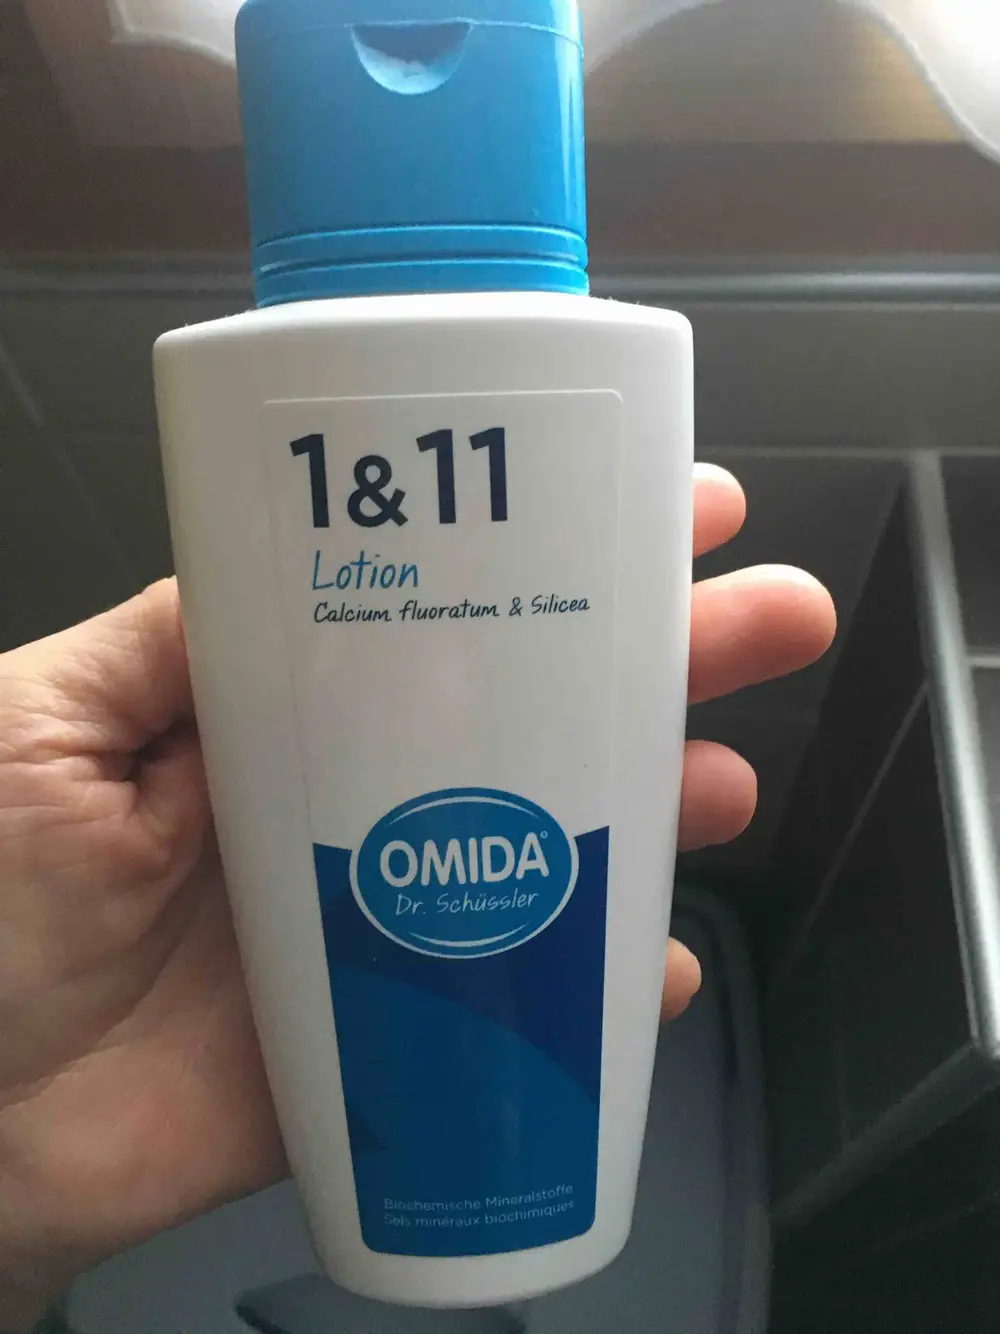 1&11
Lotion
Calcium fluoratum & Silicea
OMIDA®
Dr. Schüssler
Biochemische Mineralstoffe
Sels minéraux biochimiques